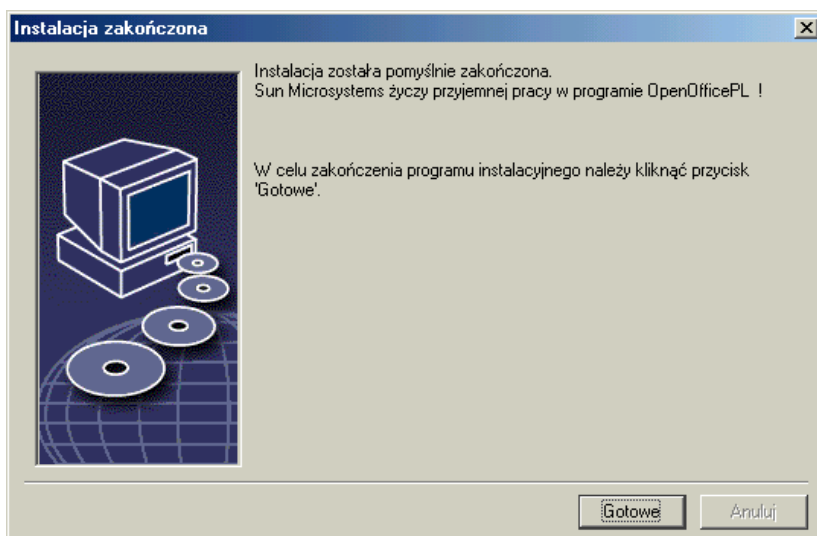 Instalacja zakończona
Instalacja została pomyślnie zakończona.
Sun Microsystems życzy przyjemnej pracy w programie OpenOfficePL !
W celu zakończenia programu instalacyjnego należy kliknąć przycisk
'Gotowe'.
Gotowe
Anuluj